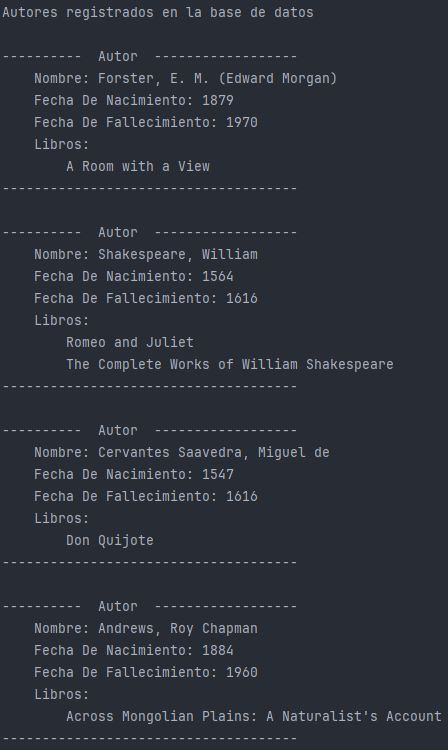 Autores registrados en la base de datos
----------  Autor  ------------------
Nombre: Forster, E. M. (Edward Morgan)
Fecha De Nacimiento: 1879
Fecha De Fallecimiento: 1970
Libros:
A Room with a View
-------------------------------------
----------  Autor  ------------------
Nombre: Shakespeare, William
Fecha De Nacimiento: 1564
Fecha De Fallecimiento: 1616
Libros:
Romeo and Juliet
The Complete Works of William Shakespeare
-------------------------------------
----------  Autor  ------------------
Nombre: Cervantes Saavedra, Miguel de
Fecha De Nacimiento: 1547
Fecha De Fallecimiento: 1616
Libros:
Don Quijote
-------------------------------------
----------  Autor  ------------------
Nombre: Andrews, Roy Chapman
Fecha De Nacimiento: 1884
Fecha De Fallecimiento: 1960
Libros:
Across Mongolian Plains: A Naturalist's Account
-------------------------------------